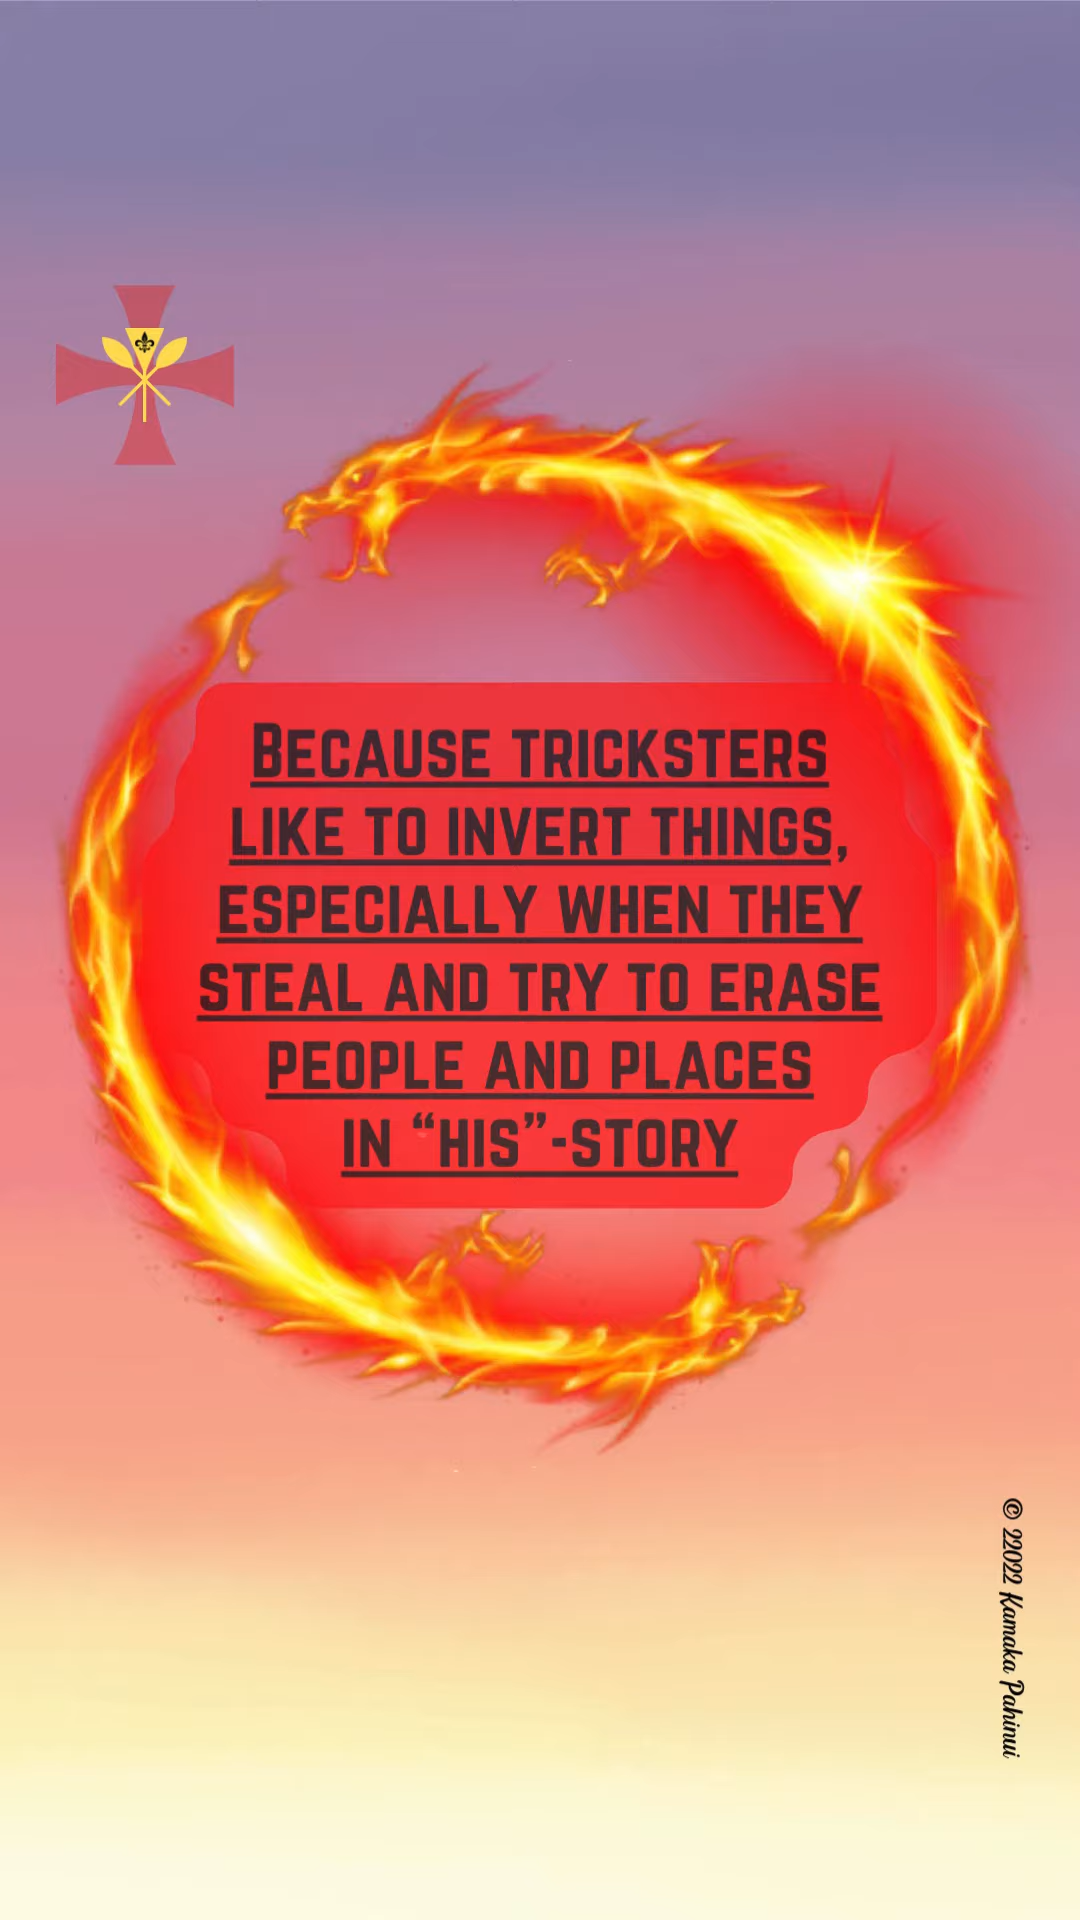 Because tricksters
like to invert things,
especially when they
steal and try to erase
people and places
in “his”-story
© 22022 Kamaka Pahinui